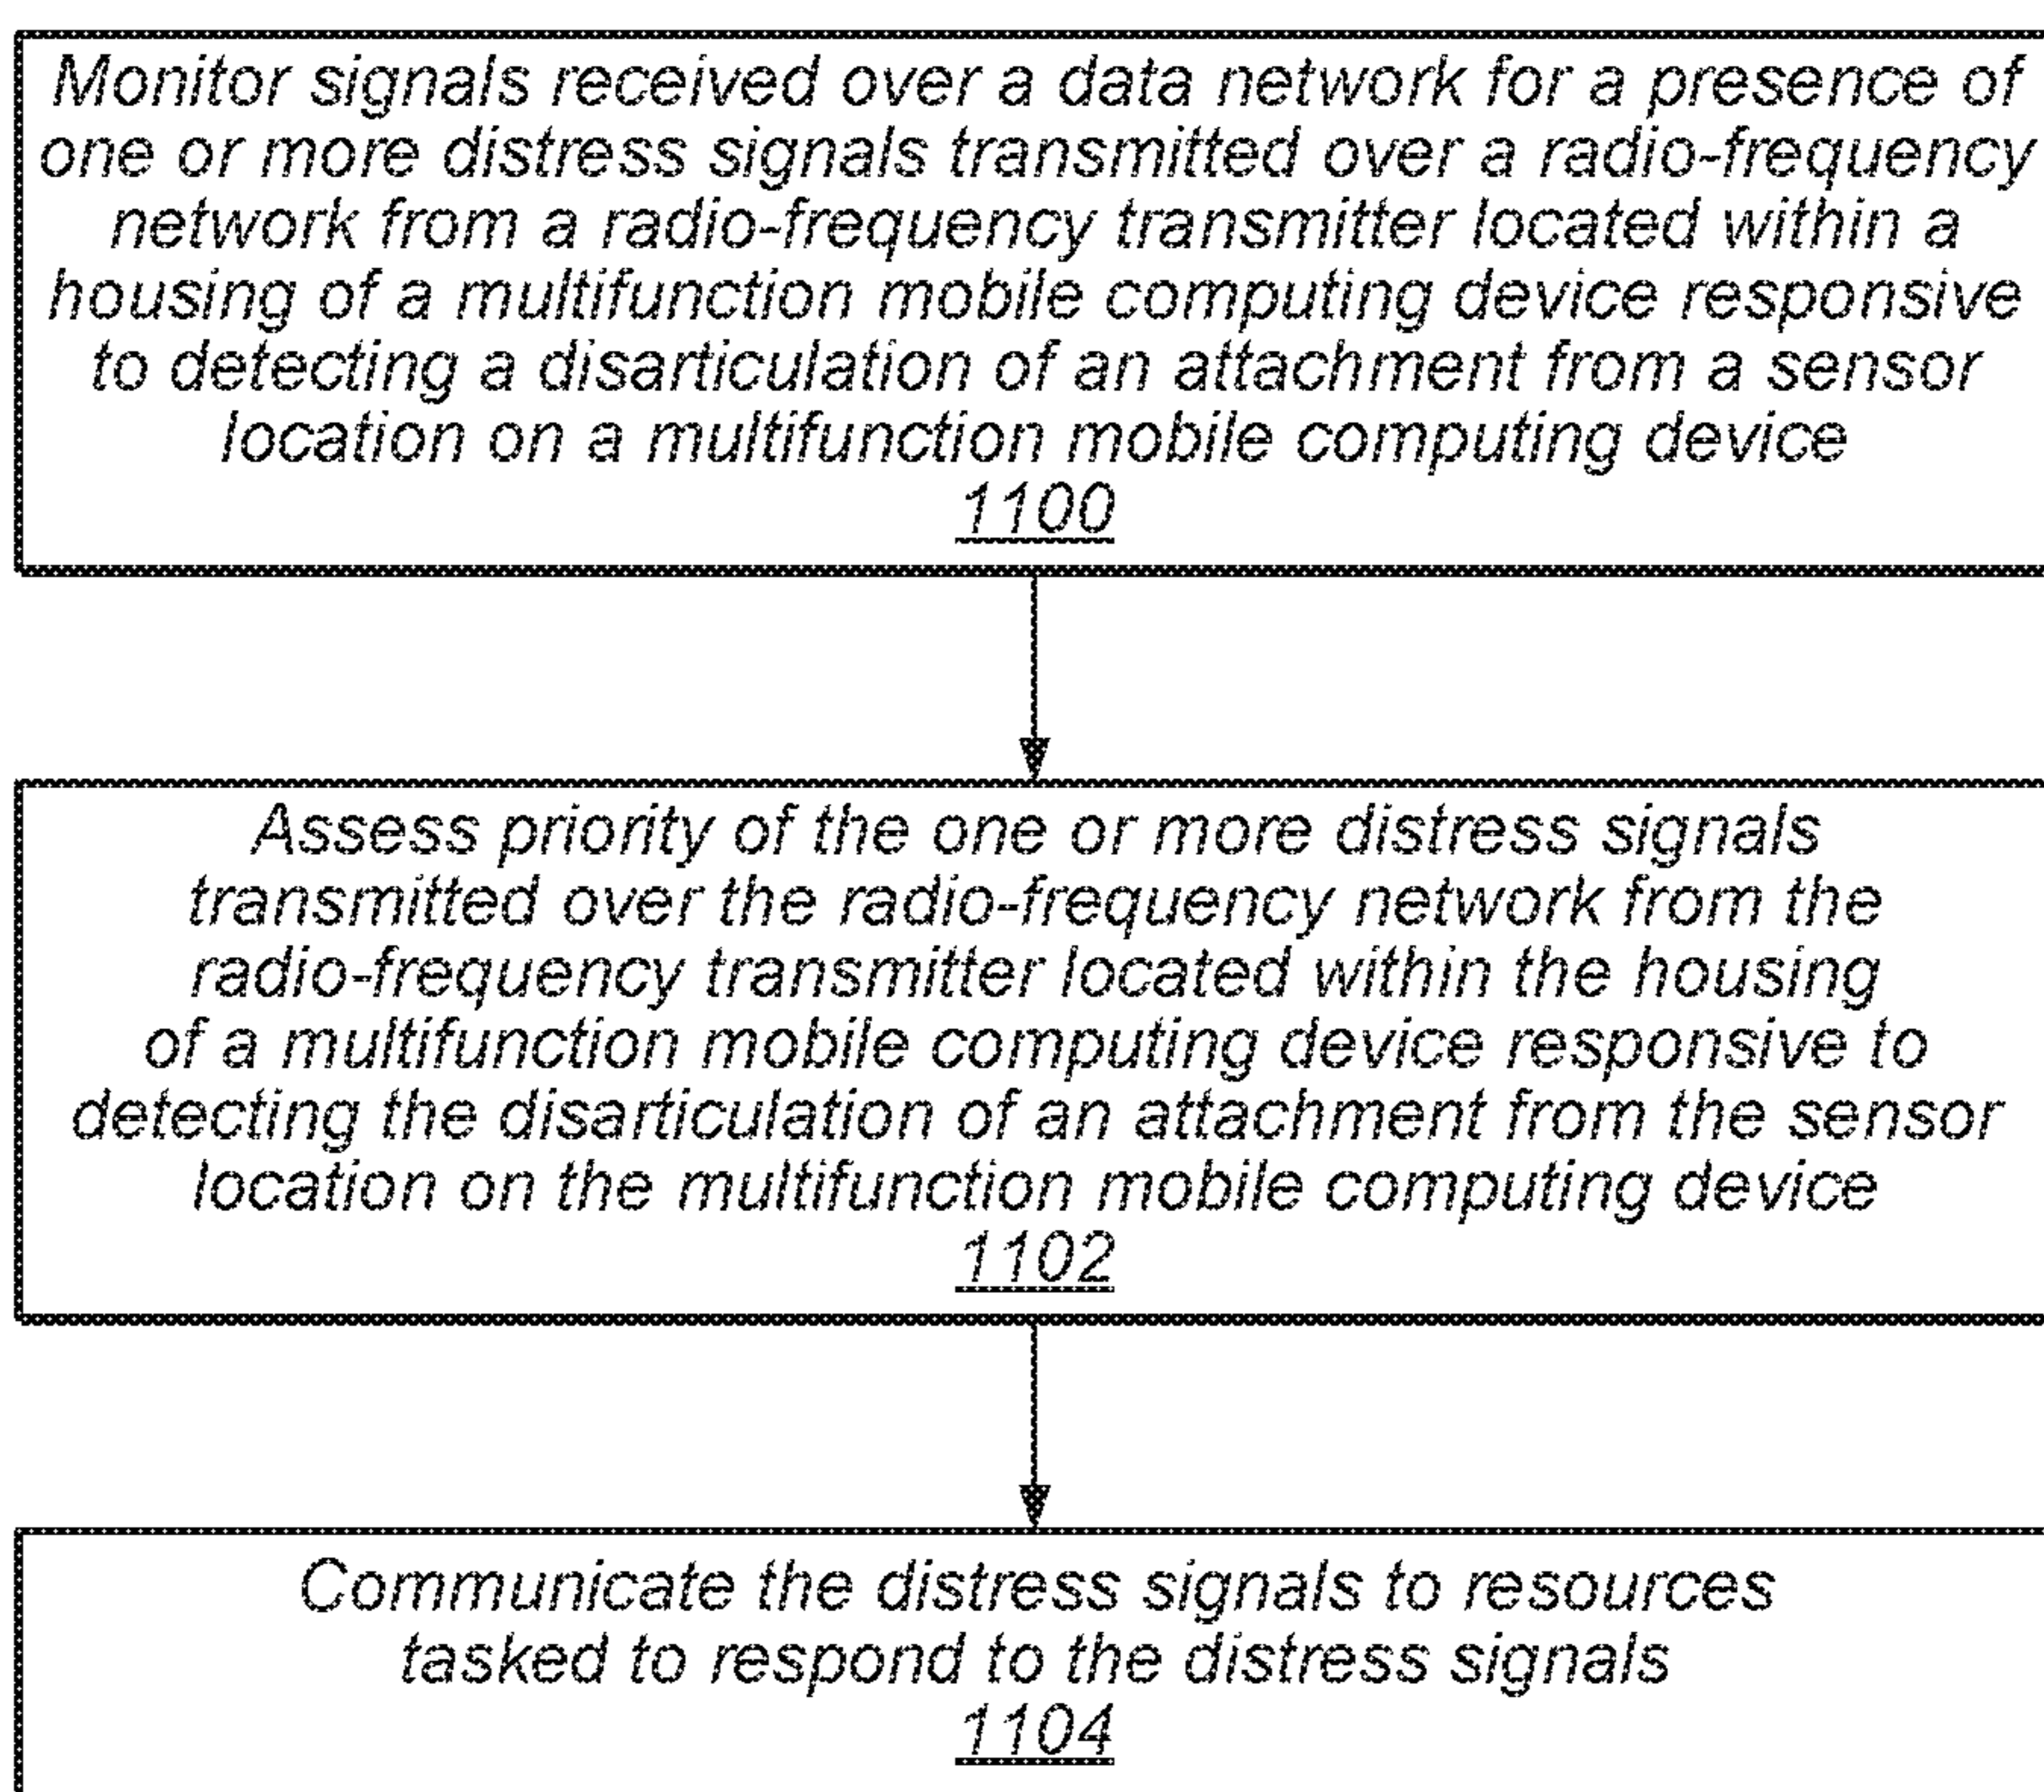 Monitor signals received over a data network for a presence of
one or more distress signals transmitted over a radio-frequency
network from a radio-frequency transmitter located within a
housing of a multifunction mobile computing device responsive
to detecting a disarticulation of an attachment from a sensor
location on a multifunction mobile computing device
1100
Assess priority of the one or more distress signals
transmitted over the radio-frequency network from the
radio-frequency transmitter located within the housing
of a multifunction mobile computing device responsive to
detecting the disarticulation of an attachment from the sensor
location on the multifunction mobile computing device
1102
Communicate the distress signals to resources
tasked to respond to the distress signals
1104